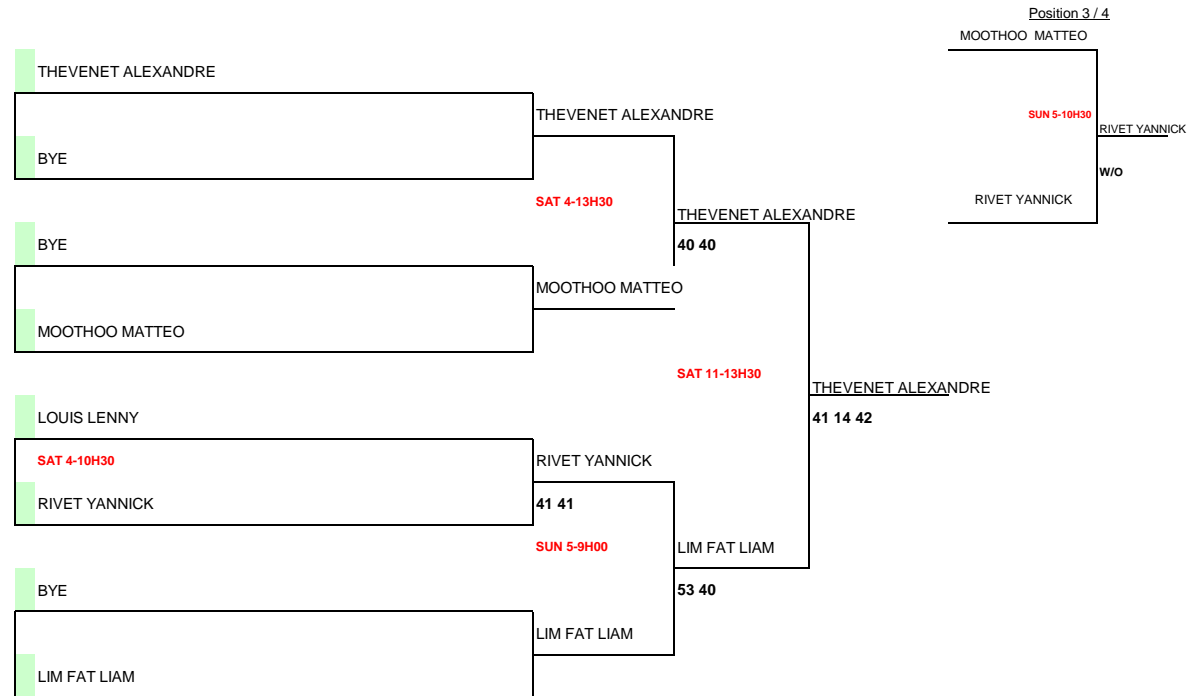 Position 3 / 4
MOOTHOO MATTEO
THEVENET ALEXANDRE
THEVENET ALEXANDRE
SUN 5-10H30
RIVET YANNICK
BYE
W/O
SAT 4-13H30
RIVET YANNICK
THEVENET ALEXANDRE
BYE
40 40
MOOTHOO MATTEO
MOOTHOO MATTEO
SAT 11-13H30
THEVENET ALEXANDRE
LOUIS LENNY
41 14 42
SAT 4-10H30
RIVET YANNICK
RIVET YANNICK
41 41
SUN 5-9H00
LIM FAT LIAM
BYE
53 40
LIM FAT LIAM
LIM FAT LIAM